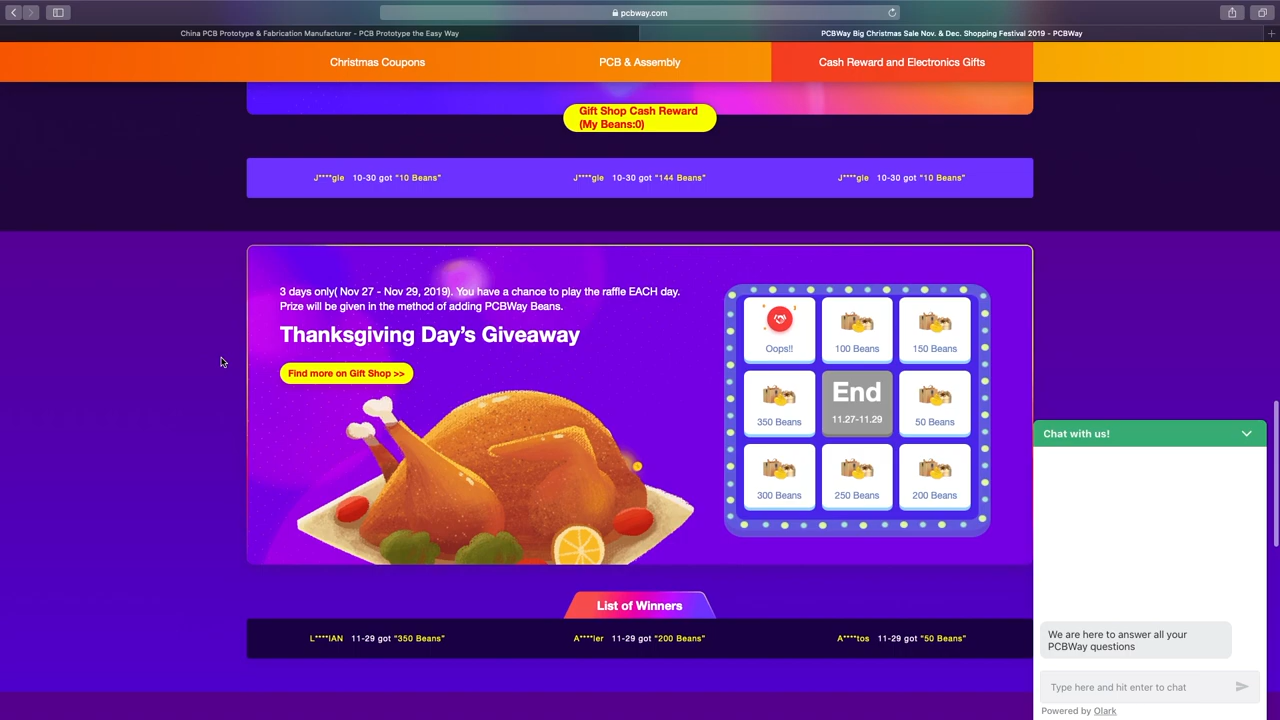 pcbway.com
China PCB Prototype & Fabrication Manufacturer - PCB Prototype the Easy Way
PCBWay Big Christmas Sale Nov. & Dec. Shopping Festival 2019 - PCBWay
Christmas Coupons
PCB & Assembly
Cash Reward and Electronics Gifts
Gift Shop Cash Reward
(My Beans:0)
J****gle 10-30 got "10 Beans"
J****gle 10-30 got "144 Beans"
J****gle 10-30 got "10 Beans"
3 days only( Nov 27 - Nov 29, 2019). You have a chance to play the raffle EACH day.
Prize will be given in the method of adding PCBWay Beans.
Thanksgiving Day's Giveaway
Find more on Gift Shop >>
Oops!!
100 Beans
150 Beans
350 Beans
End
11.27-11.29
50 Beans
300 Beans
250 Beans
200 Beans
List of Winners
L****IAN 11-29 got "350 Beans"
A****ler 11-29 got "200 Beans"
A****tos 11-29 got "50 Beans"
Chat with us!
We are here to answer all your
PCBWay questions
Type here and hit enter to chat
Powered by Olark